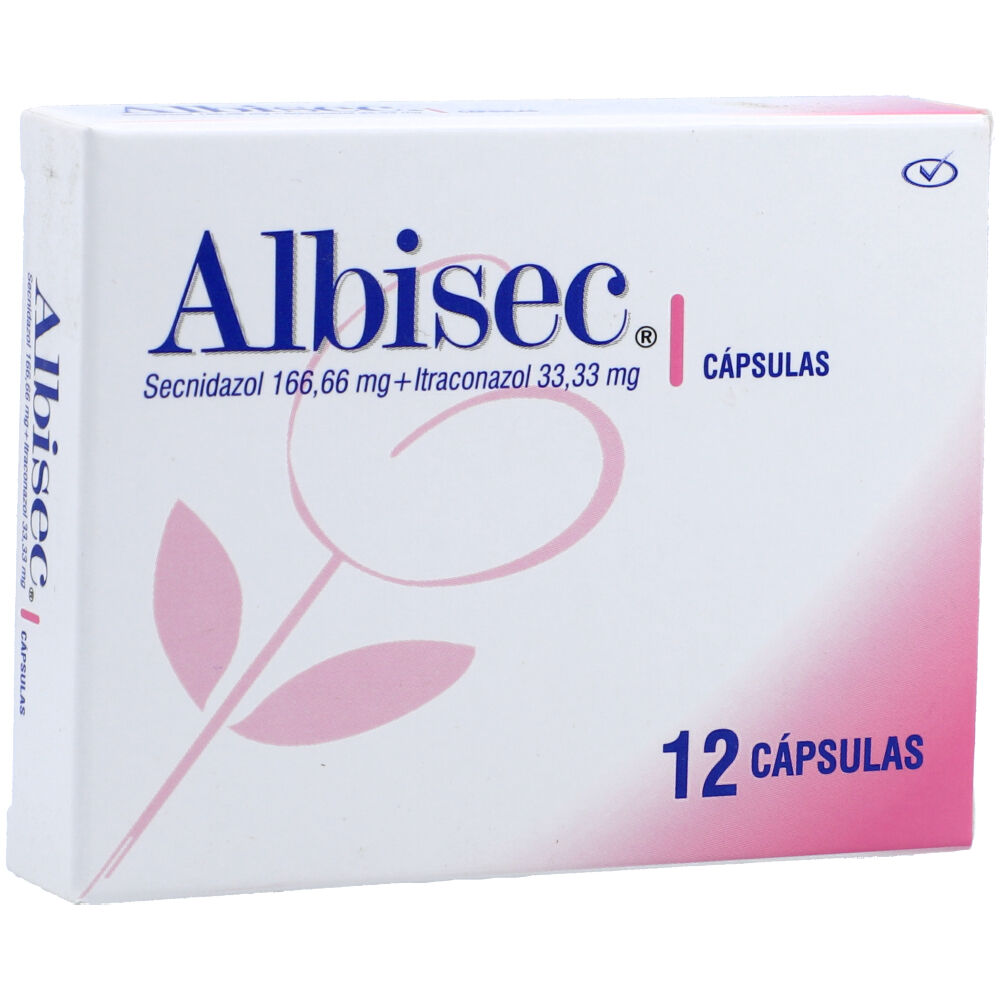 Albisec
Albisec®
Secnidazol 166,66 mg + Itraconazol 33,33 mg
CÁPSULAS
12 CÁPSULAS
Albisec®
Secnidazol 166,66 mg + Itraconazol 33,33 mg
CÁPSULAS